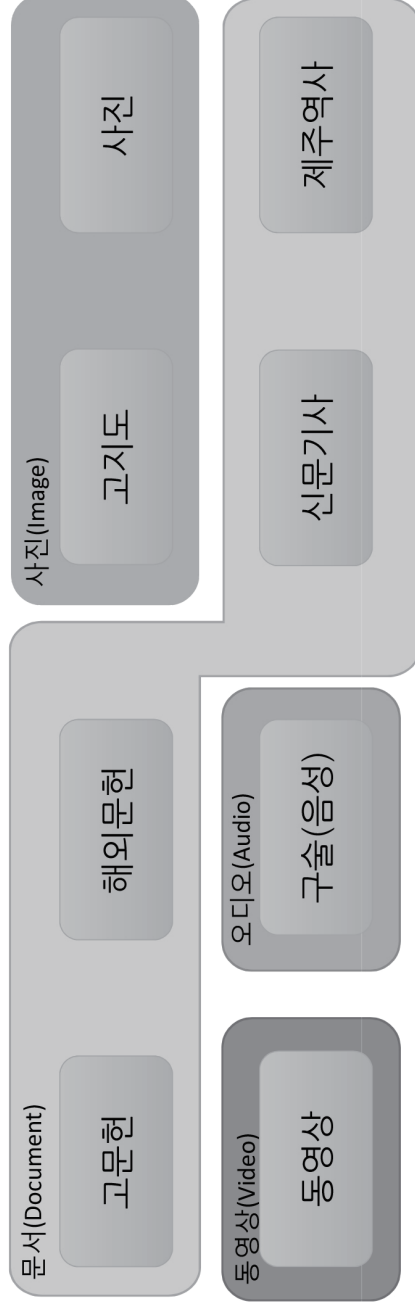 문서(Document)
고문헌
해외문헌
사진(Image)
고지도
사진
동영상(Video)
동영상
오디오(Audio)
구술(음성)
신문기사
제주역사